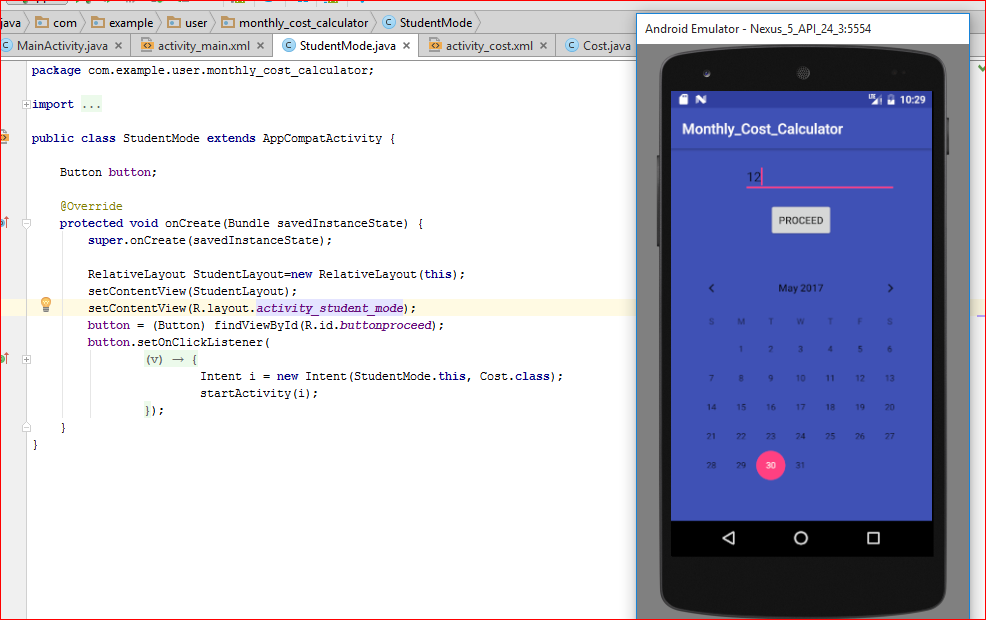 java com example user monthly_cost_calculator StudentMode
MainActivity.java activity_main.xml StudentMode.java activity_cost.xml Cost.java
package com.example.user.monthly_cost_calculator;
import ...
public class StudentMode extends AppCompatActivity {
Button button;
@Override
protected void onCreate(Bundle savedInstanceState) {
super.onCreate(savedInstanceState);
RelativeLayout StudentLayout=new RelativeLayout(this);
setContentView(StudentLayout);
setContentView(R.layout.activity_student_mode);
button = (Button) findViewById(R.id.buttonproceed);
button.setOnClickListener(
(v) → {
Intent i = new Intent(StudentMode.this, Cost.class);
startActivity(i);
});
}
}
Android Emulator - Nexus_5_API_24_3:5554
LTE 10:29
Monthly_Cost_Calculator
12
PROCEED
May 2017
S M T W T F S
1 2 3 4 5 6
7 8 9 10 11 12 13
14 15 16 17 18 19 20
21 22 23 24 25 26 27
28 29 30 31